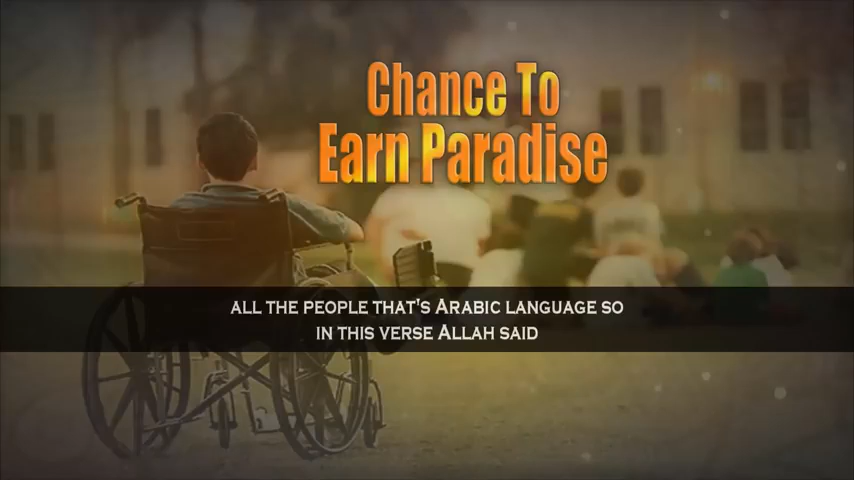 Chance To
Earn Paradise
ALL THE PEOPLE THAT'S ARABIC LANGUAGE SO
IN THIS VERSE ALLAH SAID